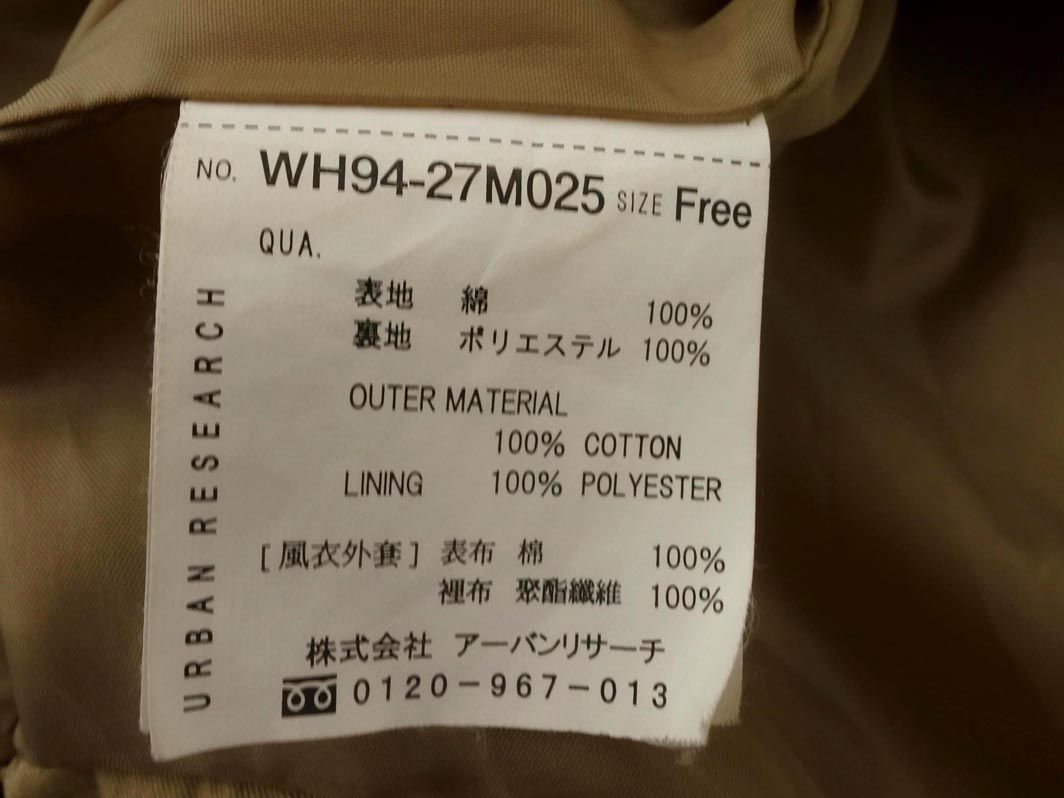 NO. WH94-27M025 SIZE Free
QUA.
表地 綿 100%
裏地 ポリエステル 100%
OUTER MATERIAL
100% COTTON
LINING 100% POLYESTER
[風衣外套] 表布 棉 100%
裡布 聚酯纖維 100%
株式会社 アーバンリサーチ
0120-967-013
URBAN RESEARCH